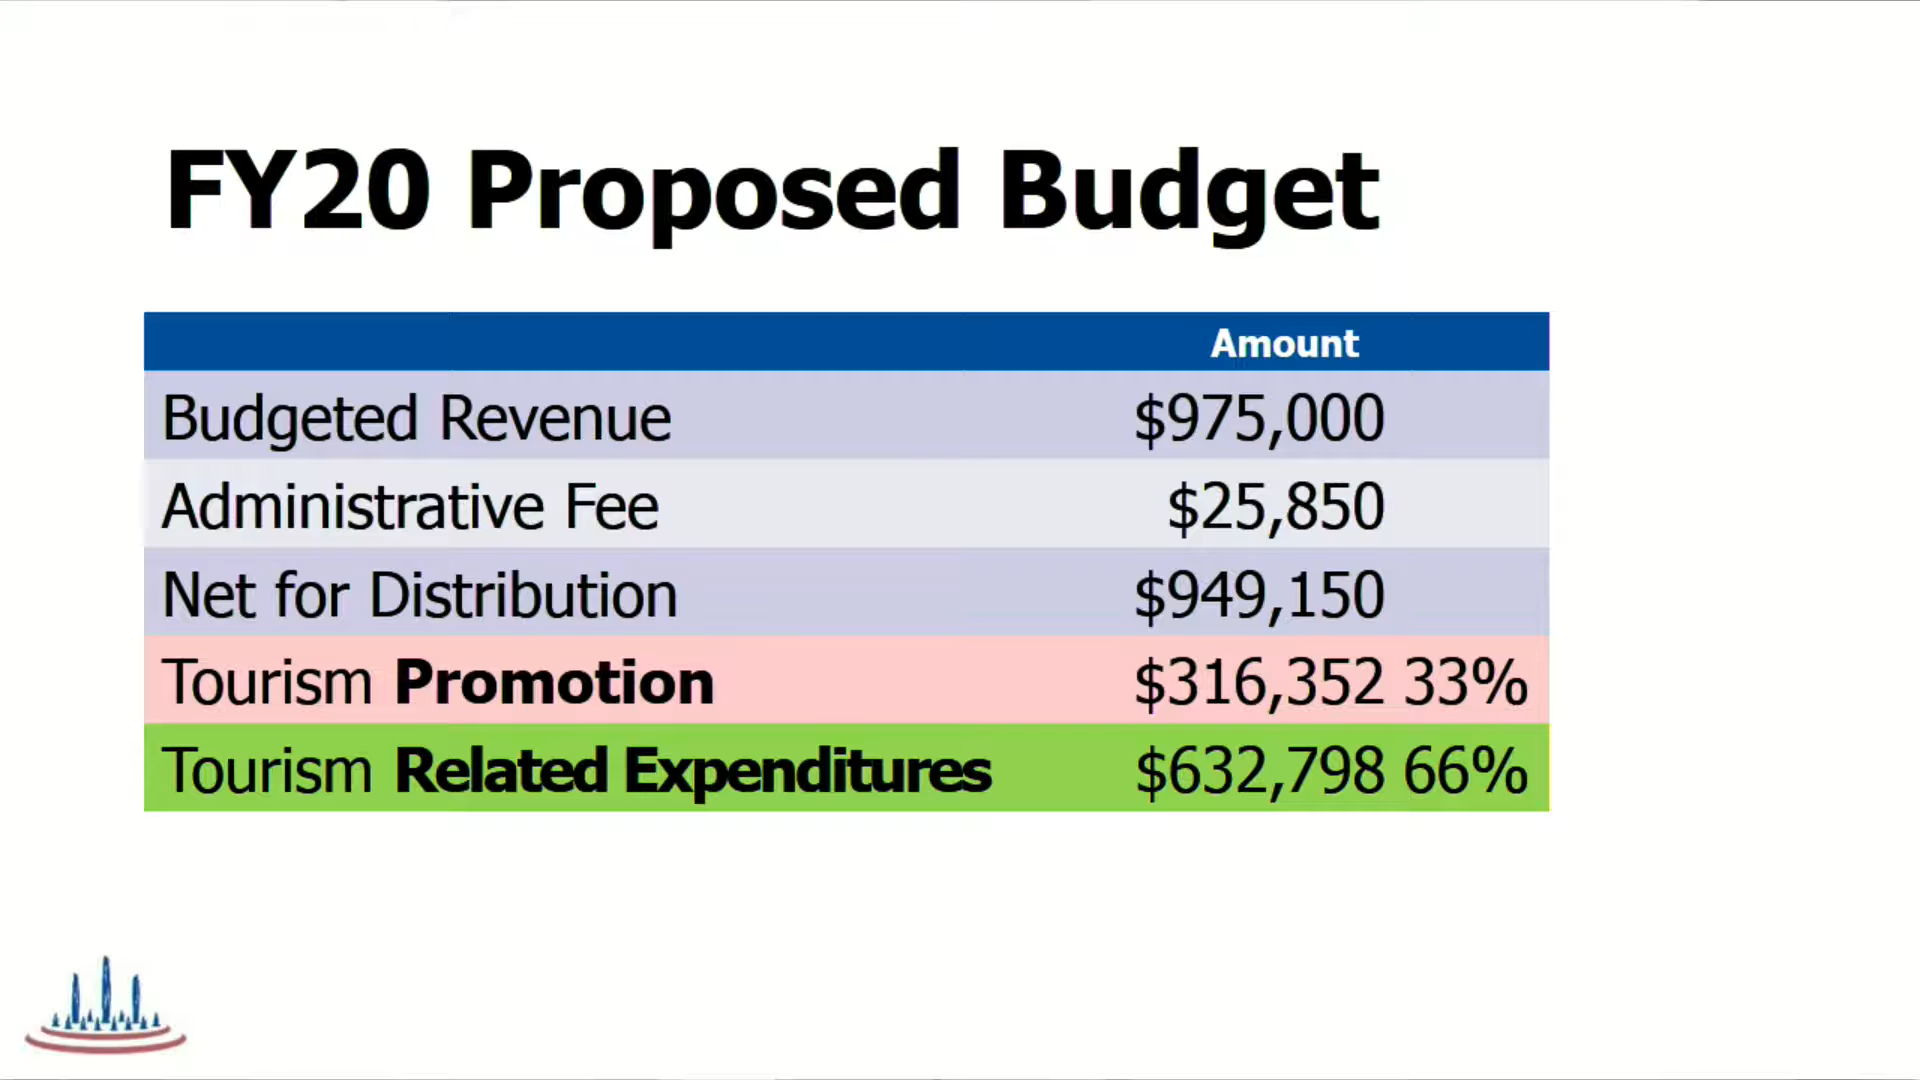 FY20 Proposed Budget
Amount
Budgeted Revenue $975,000
Administrative Fee $25,850
Net for Distribution $949,150
Tourism Promotion $316,352 33%
Tourism Related Expenditures $632,798 66%